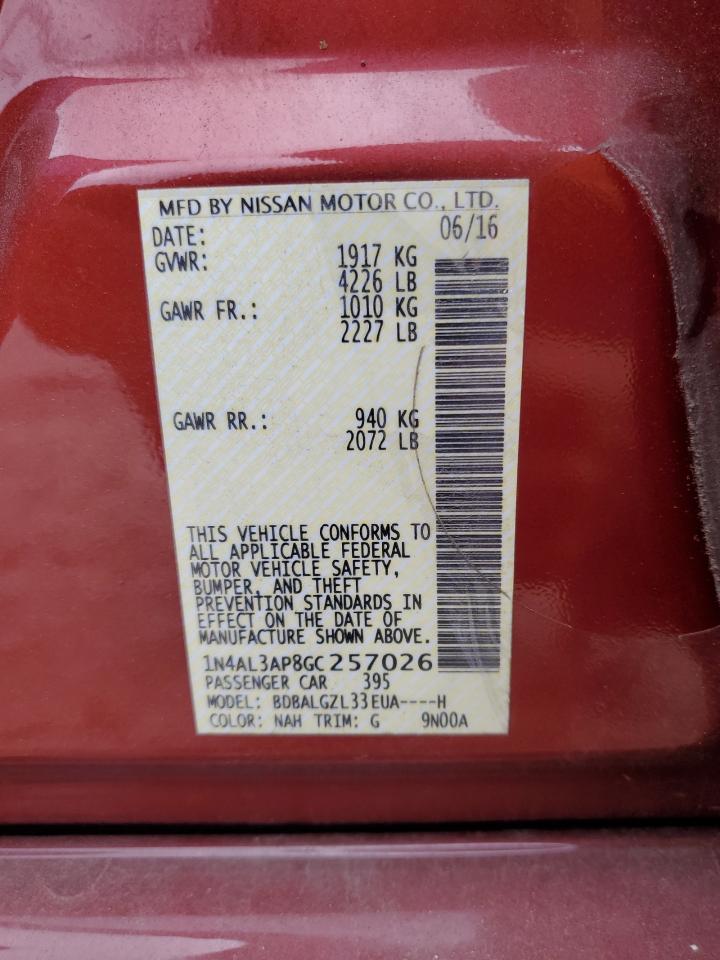 MFD BY NISSAN MOTOR CO., LTD.
DATE: 06/16
GVWR: 1917 KG
4226 LB
GAWR FR.: 1010 KG
2227 LB
GAWR RR.: 940 KG
2072 LB
THIS VEHICLE CONFORMS TO
ALL APPLICABLE FEDERAL
MOTOR VEHICLE SAFETY,
BUMPER, AND THEFT
PREVENTION STANDARDS IN
EFFECT ON THE DATE OF
MANUFACTURE SHOWN ABOVE.
1N4AL3AP8GC257026
PASSENGER CAR 395
MODEL: BDBALGZL33EUA----H
COLOR: NAH TRIM: G 9N00A